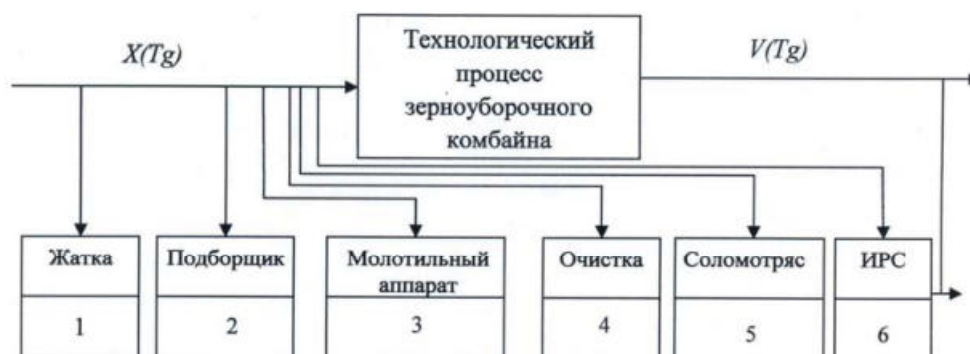 X(Tg)
Технологический
процесс
зерноуборочного
комбайна
V(Tg)
Жатка
Подборщик
Молотильный
аппарат
Очистка
Соломотряс
ИРС
1
2
3
4
5
6